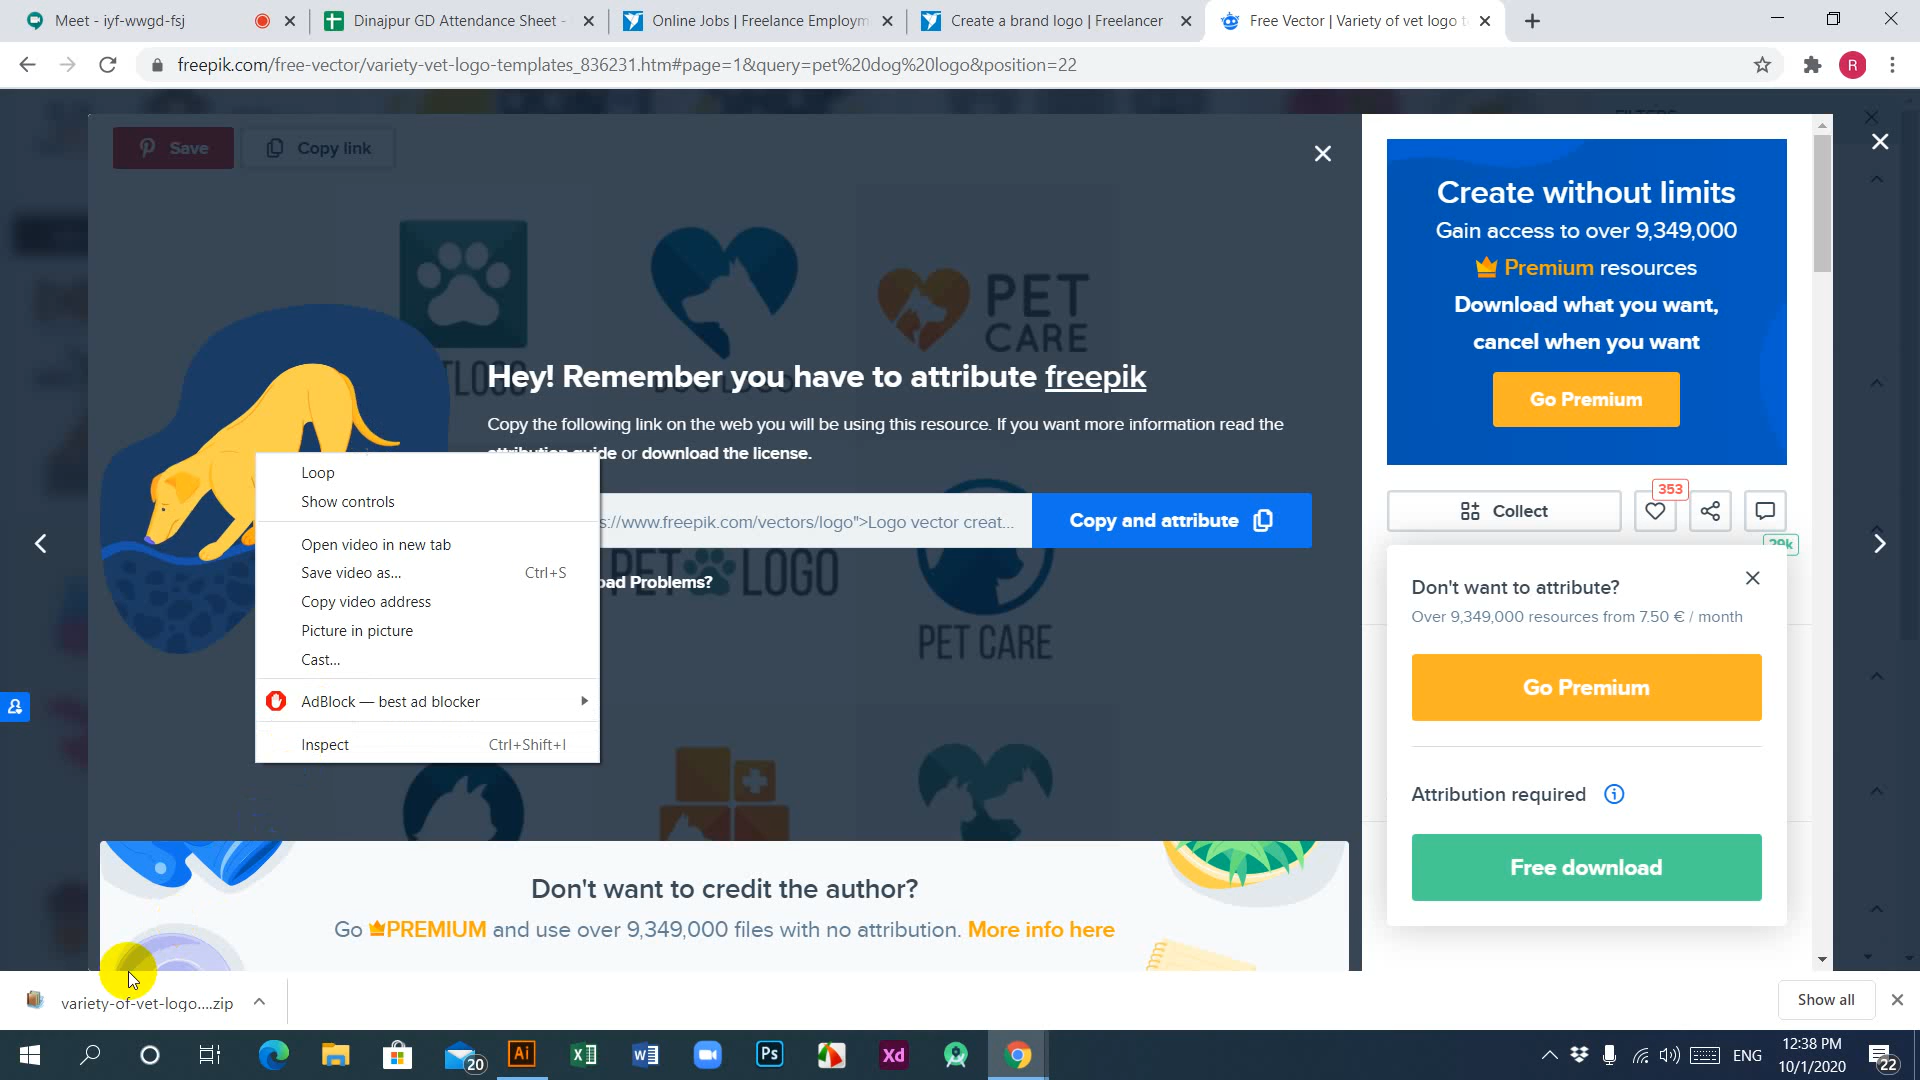 Meet - iyf-wwgd-fsj
Dinajpur GD Attendance Sheet -
Online Jobs | Freelance Employm
Create a brand logo | Freelancer
Free Vector | Variety of vet logo t
freepik.com/free-vector/variety-vet-logo-templates_836231.htm#page=1&query=pet%20dog%20logo&position=22
R
FILTERS
Save
Copy link
PET
CARE
Hey! Remember you have to attribute freepik
Copy the following link on the web you will be using this resource. If you want more information read the
attribution guide or download the license.
s://www.freepik.com/vectors/logo">Logo vector creat...
Copy and attribute
oad Problems?
PET LOGO
PET CARE
Loop
Show controls
Open video in new tab
Save video as... Ctrl+S
Copy video address
Picture in picture
Cast...
AdBlock — best ad blocker
Inspect Ctrl+Shift+I
Don't want to credit the author?
Go PREMIUM and use over 9,349,000 files with no attribution. More info here
Create without limits
Gain access to over 9,349,000
Premium resources
Download what you want,
cancel when you want
Go Premium
Collect
353
29k
Don't want to attribute?
Over 9,349,000 resources from 7.50 € / month
Go Premium
Attribution required
Free download
variety-of-vet-logo....zip
Show all
20
Ai
Ps
Xd
ENG
12:38 PM
10/1/2020
22